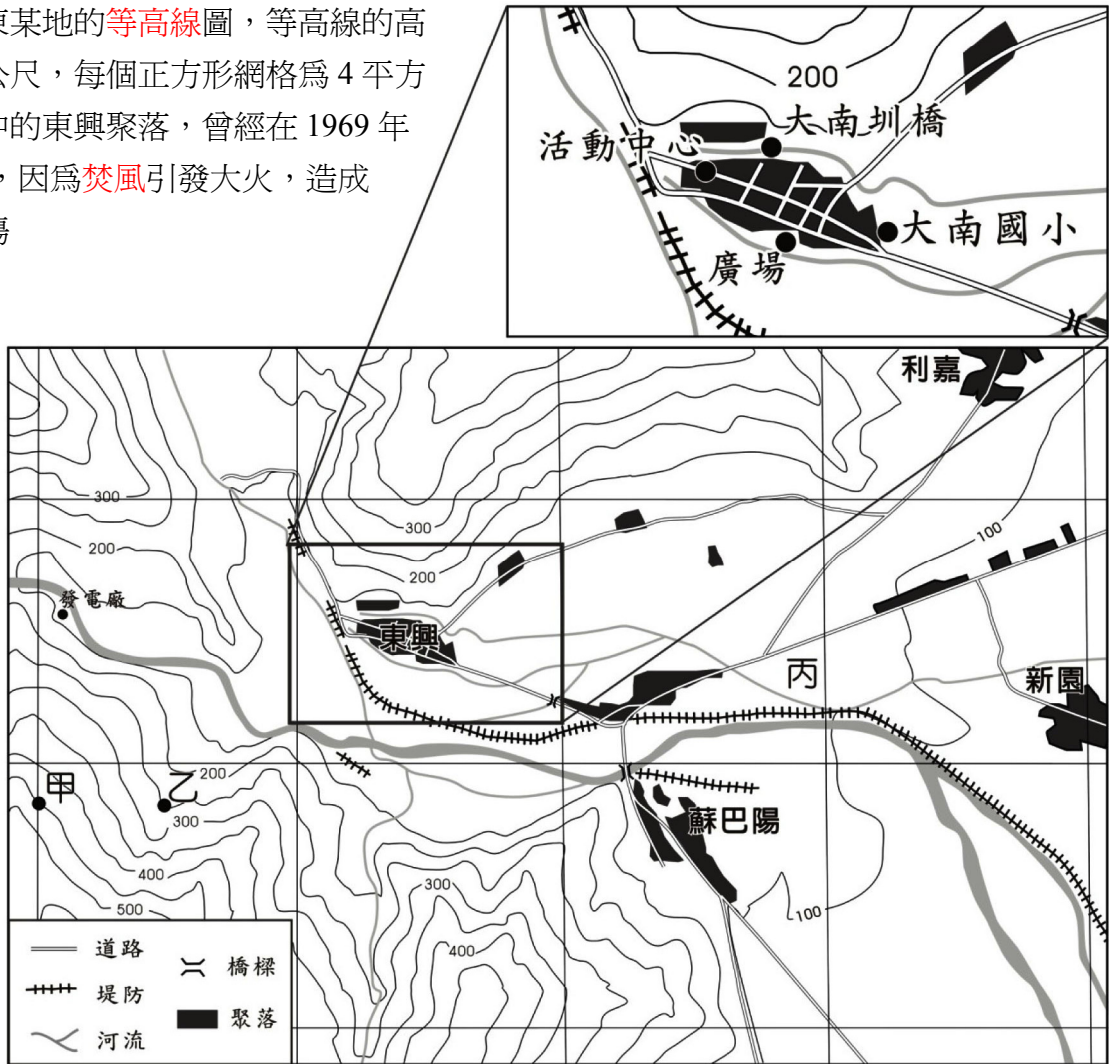 東某地的等高線圖，等高線的高
公尺，每個正方形網格為 4 平方
中的東興聚落，曾經在 1969 年
，因為焚風引發大火，造成
200
大南圳橋
活動中心
大南國小
廣場
利嘉
300
300
100
200
200
發電廠
東興
丙
新園
甲
乙
200
300
蘇巴陽
400
300
500
100
400
道路
橋樑
堤防
聚落
河流